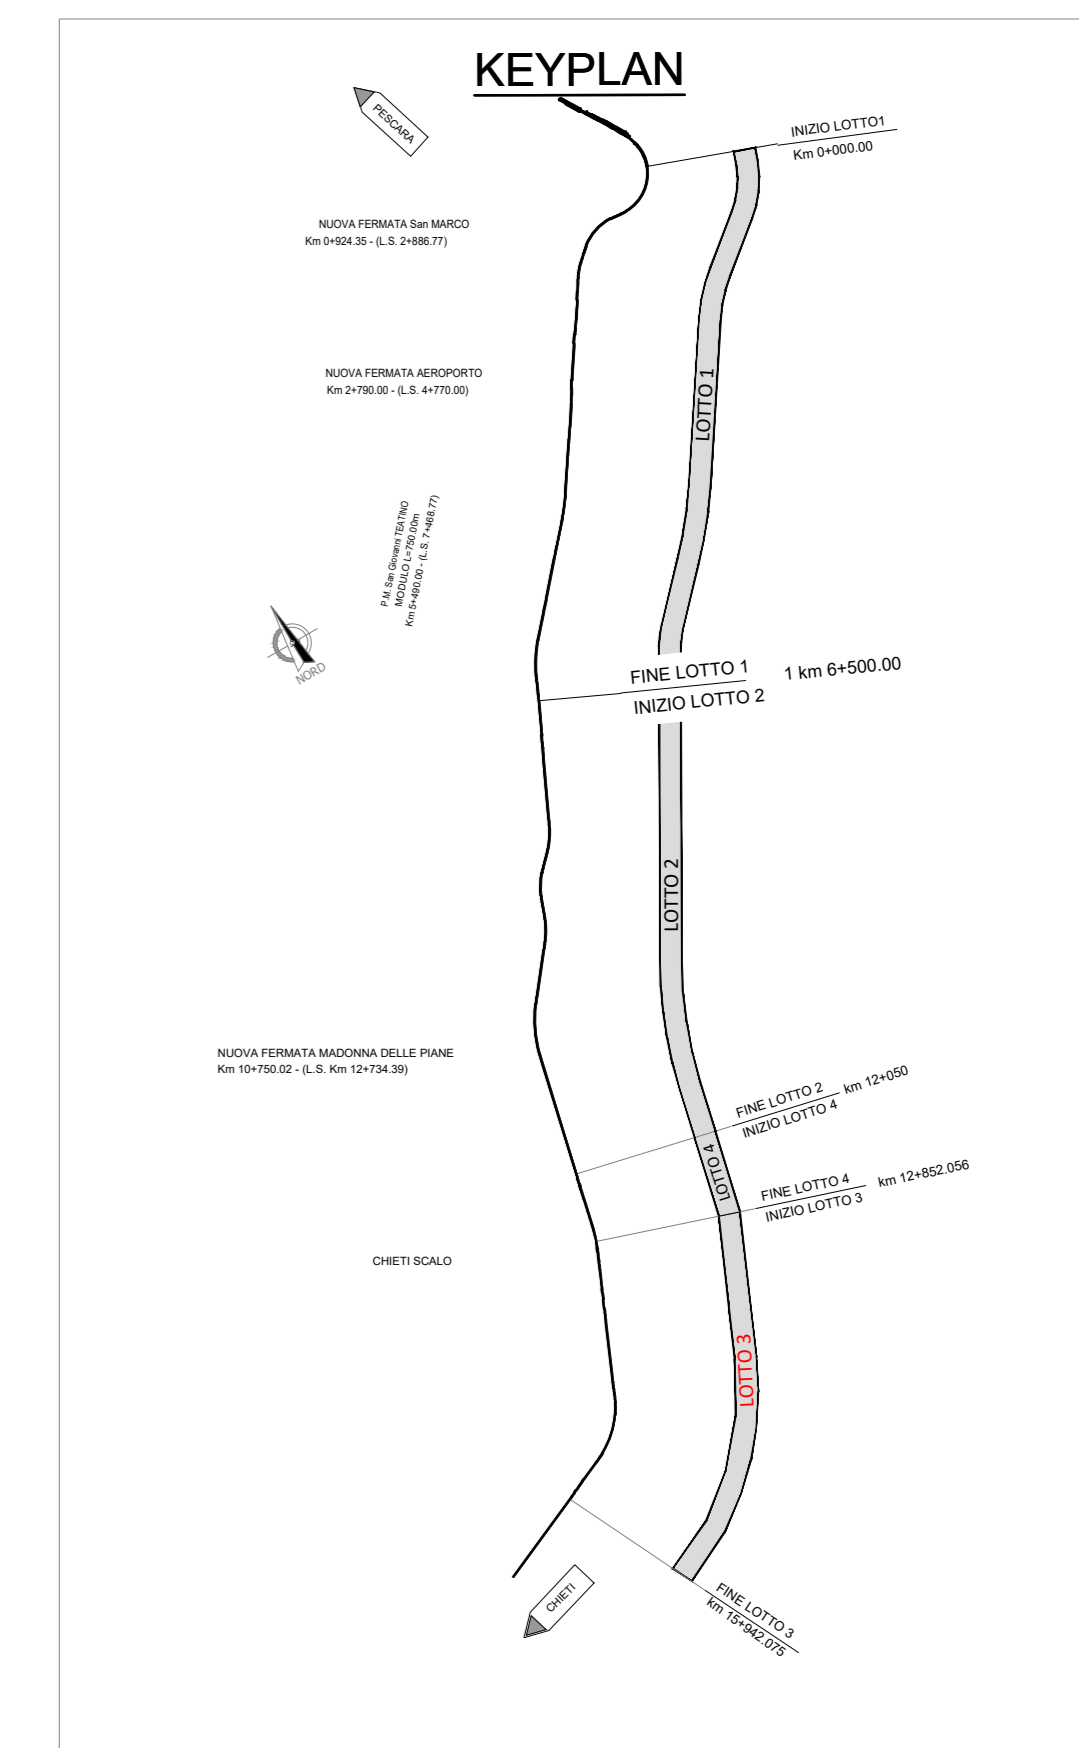 KEYPLAN
PESCARA
INIZIO LOTTO1
Km 0+000.00
NUOVA FERMATA San MARCO
Km 0+924.35 - (L.S. 2+886.77)
NUOVA FERMATA AEROPORTO
Km 2+790.00 - (L.S. 4+770.00)
LOTTO 1
P.M. San Giovanni TEATINO
MODULO L=750.00m
Km 5+490.00 - (L.S. 7+468.77)
NORD
FINE LOTTO 1
1 km 6+500.00
INIZIO LOTTO 2
LOTTO 2
NUOVA FERMATA MADONNA DELLE PIANE
Km 10+750.02 - (L.S. Km 12+734.39)
FINE LOTTO 2
km 12+050
INIZIO LOTTO 4
LOTTO 4
FINE LOTTO 4
km 12+852.056
INIZIO LOTTO 3
CHIETI SCALO
LOTTO 3
CHIETI
FINE LOTTO 3
km 15+942.075